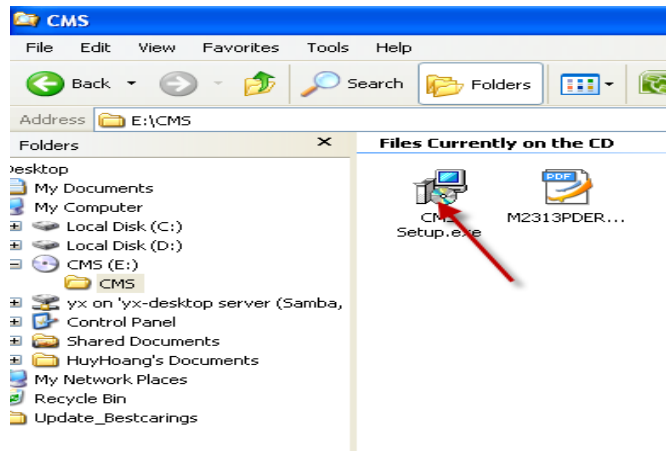 CMS
File Edit View Favorites Tools Help
Back Search Folders
Address E:\CMS
Folders × Files Currently on the CD
Desktop
My Documents
My Computer
Local Disk (C:)
Local Disk (D:)
CMS (E:)
CMS
yx on 'yx-desktop server (Samba,
Control Panel
Shared Documents
HuyHoang's Documents
My Network Places
Recycle Bin
Update_Bestcarings
CMS
Setup.exe
PDF
M2313PDER...